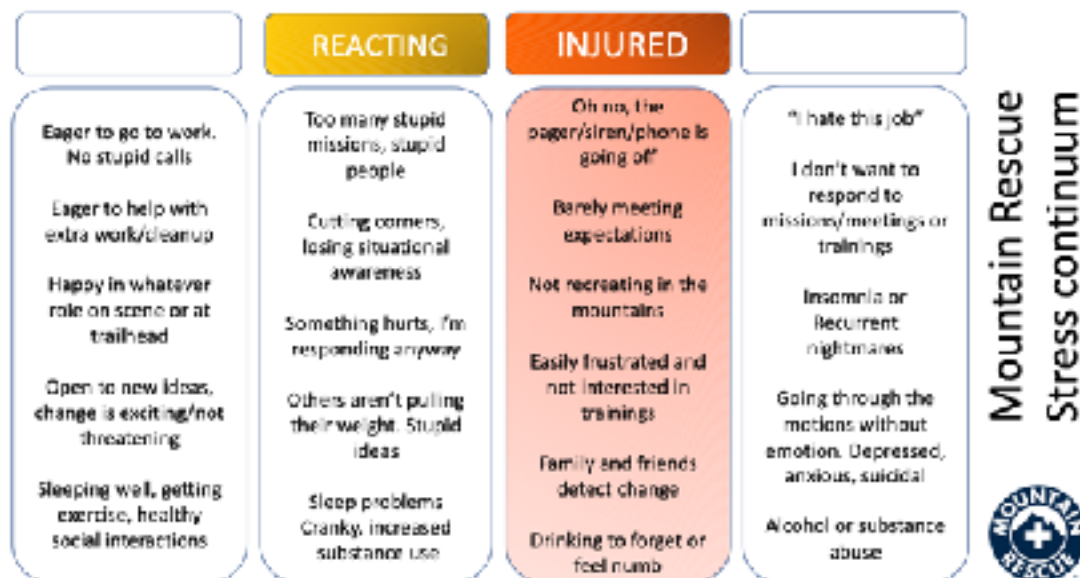 REACTING
INJURED
Eager to go to work.
No stupid calls
Eager to help with
extra work/cleanup
Happy in whatever
role on scene or at
trailhead
Open to new ideas,
change is exciting/not
threatening
Sleeping well, getting
exercise, healthy
social interactions
Too many stupid
missions, stupid
people
Cutting corners,
losing situational
awareness
Something hurts, I'm
responding anyway
Others aren't pulling
their weight. Stupid
ideas
Sleep problems
Cranky, increased
substance use
Oh no, the
pager/siren/phone is
going off
Barely meeting
expectations
Not recreating in the
mountains
Easily frustrated and
not interested in
trainings
Family and friends
detect change
Drinking to forget or
feel numb
"I hate this job"
I don't want to
respond to
missions/meetings or
trainings
Insomnia or
Recurrent
nightmares
Going through the
motions without
emotion. Depressed,
anxious, suicidal
Alcohol or substance
abuse
Mountain Rescue
Stress continuum
MOUNTAIN
RESCUE